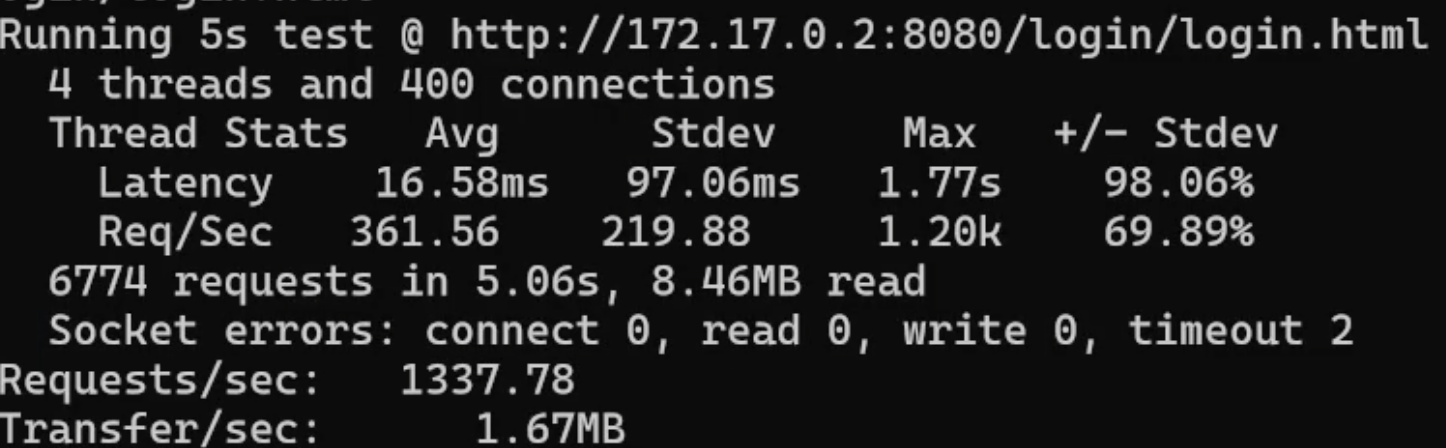 Running 5s test @ http://172.17.0.2:8080/login/login.html
4 threads and 400 connections
Thread Stats Avg Stdev Max +/- Stdev
Latency 16.58ms 97.06ms 1.77s 98.06%
Req/Sec 361.56 219.88 1.20k 69.89%
6774 requests in 5.06s, 8.46MB read
Socket errors: connect 0, read 0, write 0, timeout 2
Requests/sec: 1337.78
Transfer/sec: 1.67MB